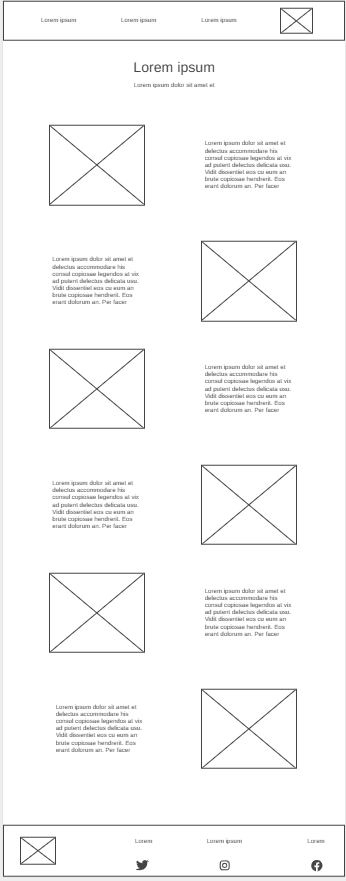 Lorem ipsum
Lorem ipsum
Lorem ipsum
Lorem ipsum
Lorem ipsum dolor sit amet et
Lorem ipsum dolor sit amet et
delectus accommodare his
consul copiosae legendos at vix
ad putent delectus delicata usu.
Vidit dissentiet eos cu eum an
brute copiosae hendrerit. Eos
erant dolorum an. Per facer
Lorem ipsum dolor sit amet et
delectus accommodare his
consul copiosae legendos at vix
ad putent delectus delicata usu.
Vidit dissentiet eos cu eum an
brute copiosae hendrerit. Eos
erant dolorum an. Per facer
Lorem ipsum dolor sit amet et
delectus accommodare his
consul copiosae legendos at vix
ad putent delectus delicata usu.
Vidit dissentiet eos cu eum an
brute copiosae hendrerit. Eos
erant dolorum an. Per facer
Lorem ipsum dolor sit amet et
delectus accommodare his
consul copiosae legendos at vix
ad putent delectus delicata usu.
Vidit dissentiet eos cu eum an
brute copiosae hendrerit. Eos
erant dolorum an. Per facer
Lorem ipsum dolor sit amet et
delectus accommodare his
consul copiosae legendos at vix
ad putent delectus delicata usu.
Vidit dissentiet eos cu eum an
brute copiosae hendrerit. Eos
erant dolorum an. Per facer
Lorem ipsum dolor sit amet et
delectus accommodare his
consul copiosae legendos at vix
ad putent delectus delicata usu.
Vidit dissentiet eos cu eum an
brute copiosae hendrerit. Eos
erant dolorum an. Per facer
Lorem
Lorem ipsum
Lorem